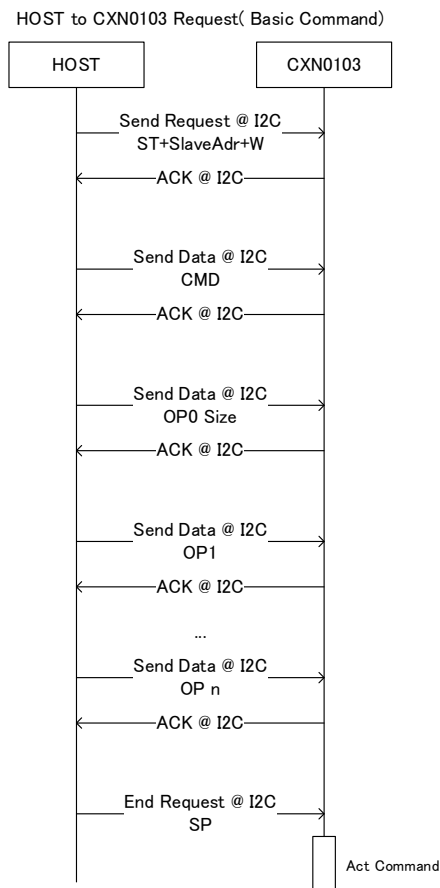 HOST to CXN0103 Request( Basic Command)
HOST
CXN0103
Send Request @ I2C
ST+SlaveAdr+W
ACK @ I2C
Send Data @ I2C
CMD
ACK @ I2C
Send Data @ I2C
OP0 Size
ACK @ I2C
Send Data @ I2C
OP1
ACK @ I2C
...
Send Data @ I2C
OP n
ACK @ I2C
End Request @ I2C
SP
Act Command